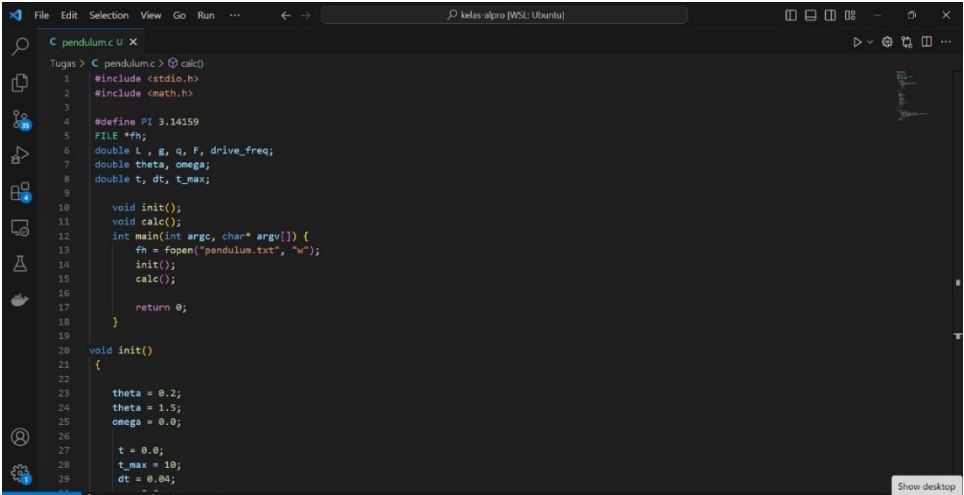 File Edit Selection View Go Run ··· ← → kelas-alpro [WSL: Ubuntu]
C pendulum.c U X
Tugas > C pendulum.c > calc()
1 #include <stdio.h>
2 #include <math.h>
3
4 #define PI 3.14159
5 FILE *fh;
6 double L , g, q, F, drive_freq;
7 double theta, omega;
8 double t, dt, t_max;
9
10 void init();
11 void calc();
12 int main(int argc, char* argv[]) {
13 fh = fopen("pendulum.txt", "w");
14 init();
15 calc();
16
17 return 0;
18 }
19
20 void init()
21 {
22
23 theta = 0.2;
24 theta = 1.5;
25 omega = 0.0;
26
27 t = 0.0;
28 t_max = 10;
29 dt = 0.04;
35
4
1
Show desktop